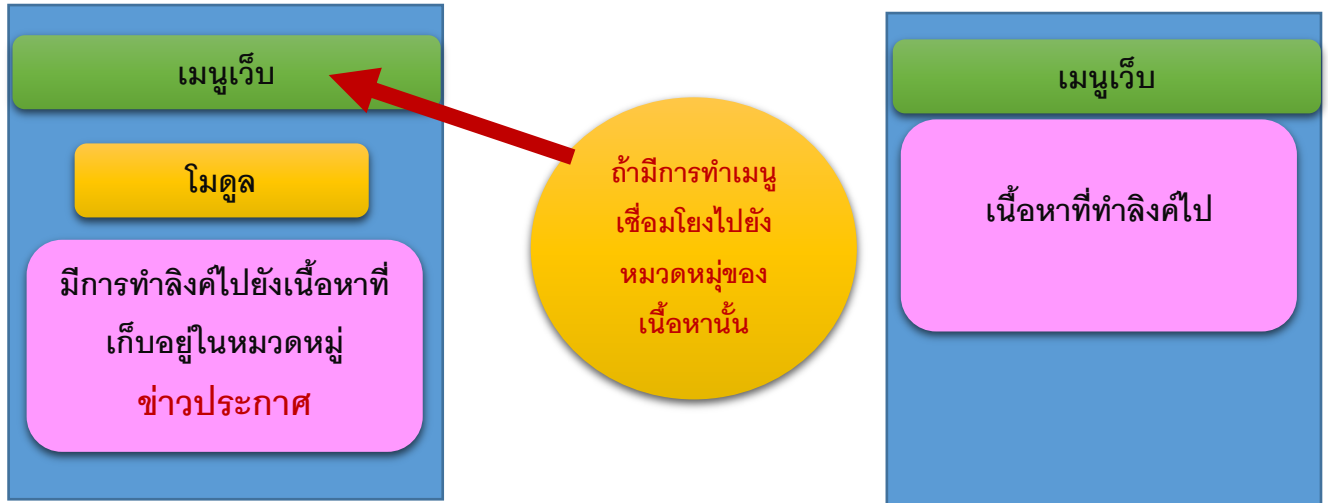 เมนูเว็บ
โมดูล
มีการทำลิงค์ไปยังเนื้อหาที่
เก็บอยู่ในหมวดหมู่
ข่าวประกาศ
ถ้ามีการทำเมนู
เชื่อมโยงไปยัง
หมวดหมุ่ของ
เนื้อหานั้น
เมนูเว็บ
เนื้อหาที่ทำลิงค์ไป